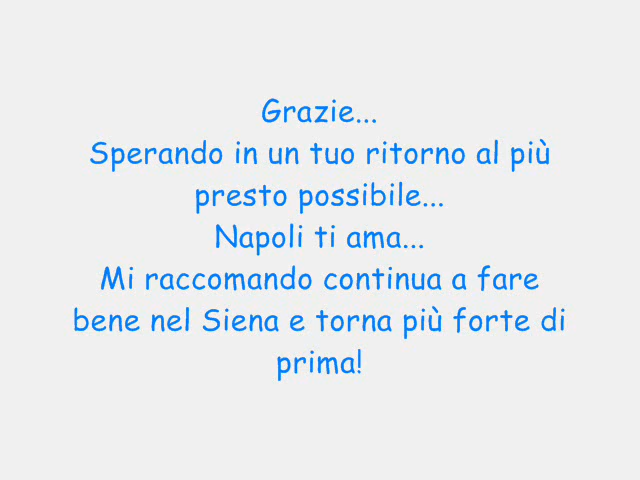 Grazie...
Sperando in un tuo ritorno al più
presto possibile...
Napoli ti ama...
Mi raccomando continua a fare
bene nel Siena e torna più forte di
prima!